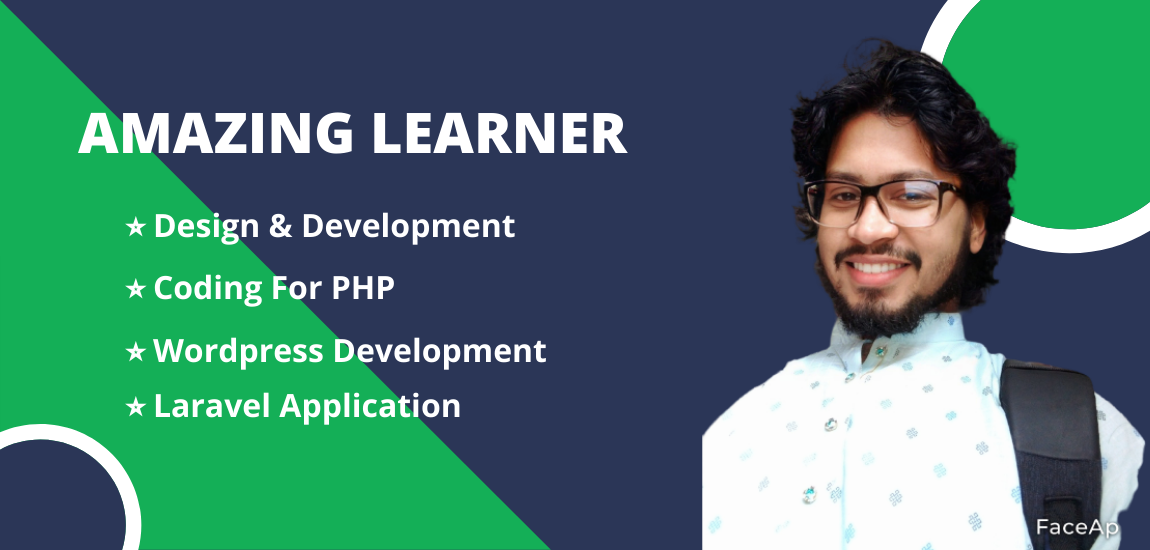 AMAZING LEARNER
★ Design & Development
★ Coding For PHP
★ Wordpress Development
★ Laravel Application
FaceAp